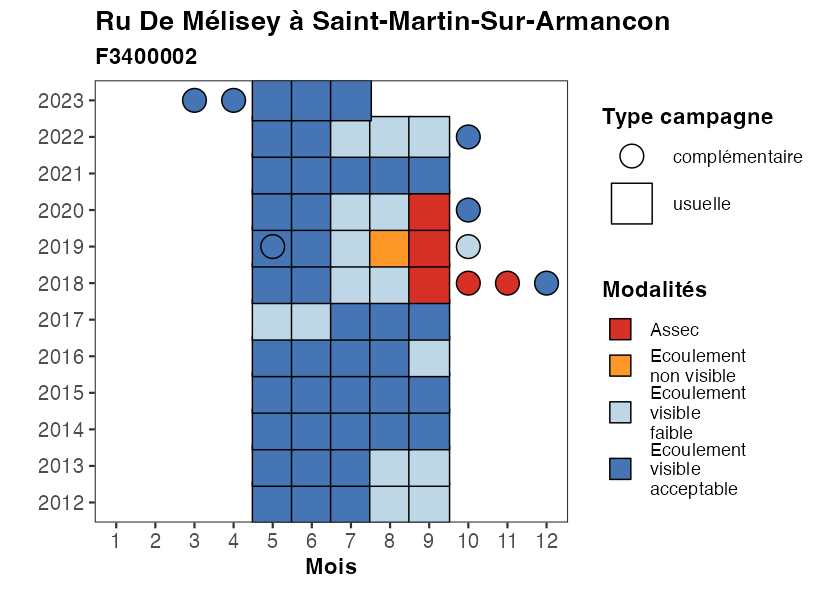 Ru De Mélisey à Saint-Martin-Sur-Armancon
F3400002
2023
2022
2021
2020
2019
2018
2017
2016
2015
2014
2013
2012
1 2 3 4 5 6 7 8 9 10 11 12
Mois
Type campagne
complémentaire
usuelle
Modalités
Assec
Ecoulement
non visible
Ecoulement
visible
faible
Ecoulement
visible
acceptable